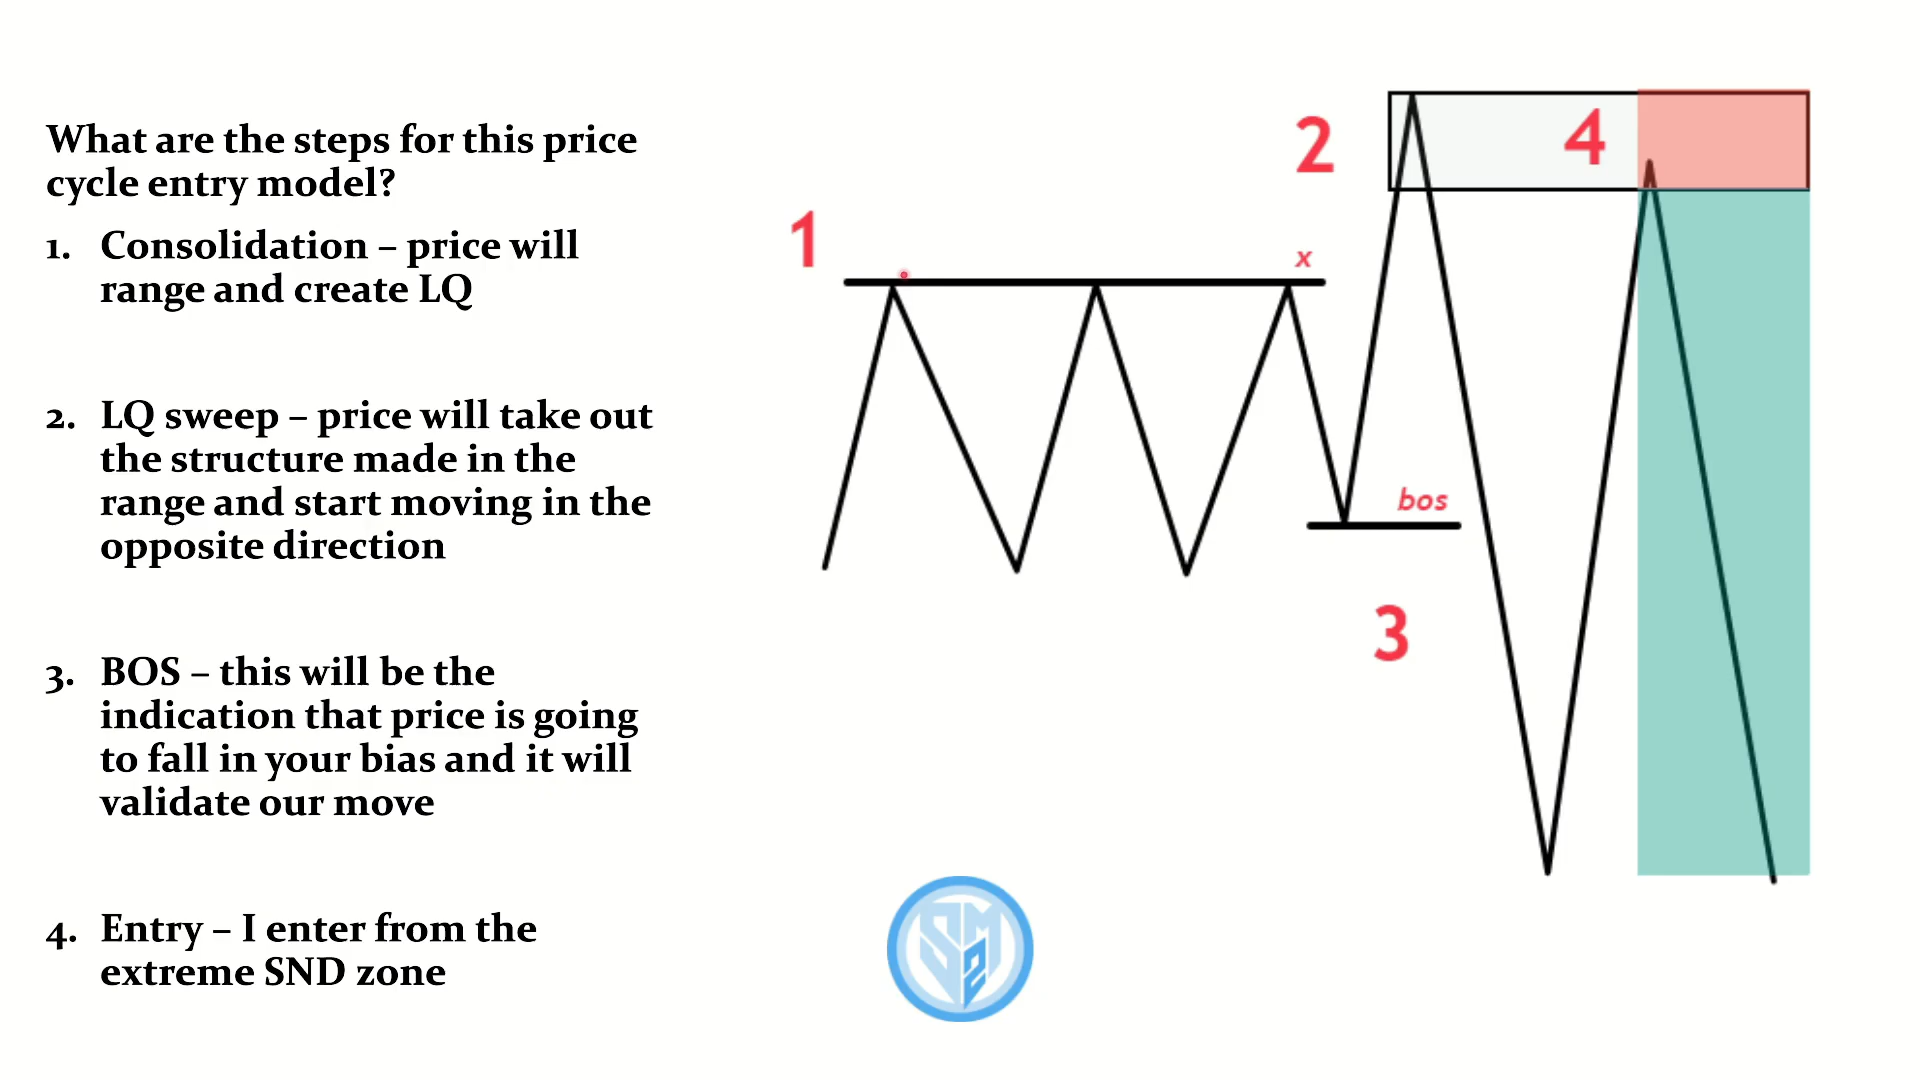 What are the steps for this price
cycle entry model?
1. Consolidation – price will
range and create LQ
2. LQ sweep – price will take out
the structure made in the
range and start moving in the
opposite direction
3. BOS – this will be the
indication that price is going
to fall in your bias and it will
validate our move
4. Entry – I enter from the
extreme SND zone
1
x
2
4
bos
3